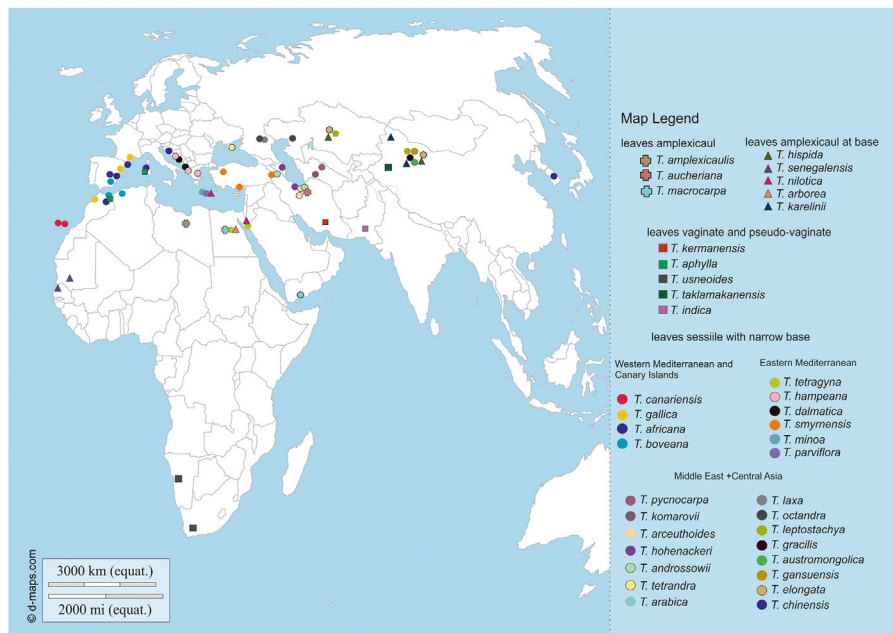 Map Legend
leaves amplexicaul
T. amplexicaulis
T. aucheriana
T. macrocarpa
leaves amplexicaul at base
T. hispida
T. senegalensis
T. nilotica
T. arborea
T. karelinii
leaves vaginate and pseudo-vaginate
T. kermanensis
T. aphylla
T. usneoides
T. taklamakanensis
T. indica
leaves sessiile with narrow base
Western Mediterranean and
Canary Islands
T. canariensis
T. gallica
T. africana
T. boveana
Eastern Mediterranean
T. tetragyna
T. hampeana
T. dalmatica
T. smyrnensis
T. minoa
T. parviflora
Middle East +Central Asia
T. pycnocarpa
T. komarovii
T. arceuthoides
T. hohenackeri
T. androssowii
T. tetrandra
T. arabica
T. laxa
T. octandra
T. leptostachya
T. gracilis
T. austromongolica
T. gansuensis
T. elongata
T. chinensis
3000 km (equat.)
2000 mi (equat.)
© d-maps.com